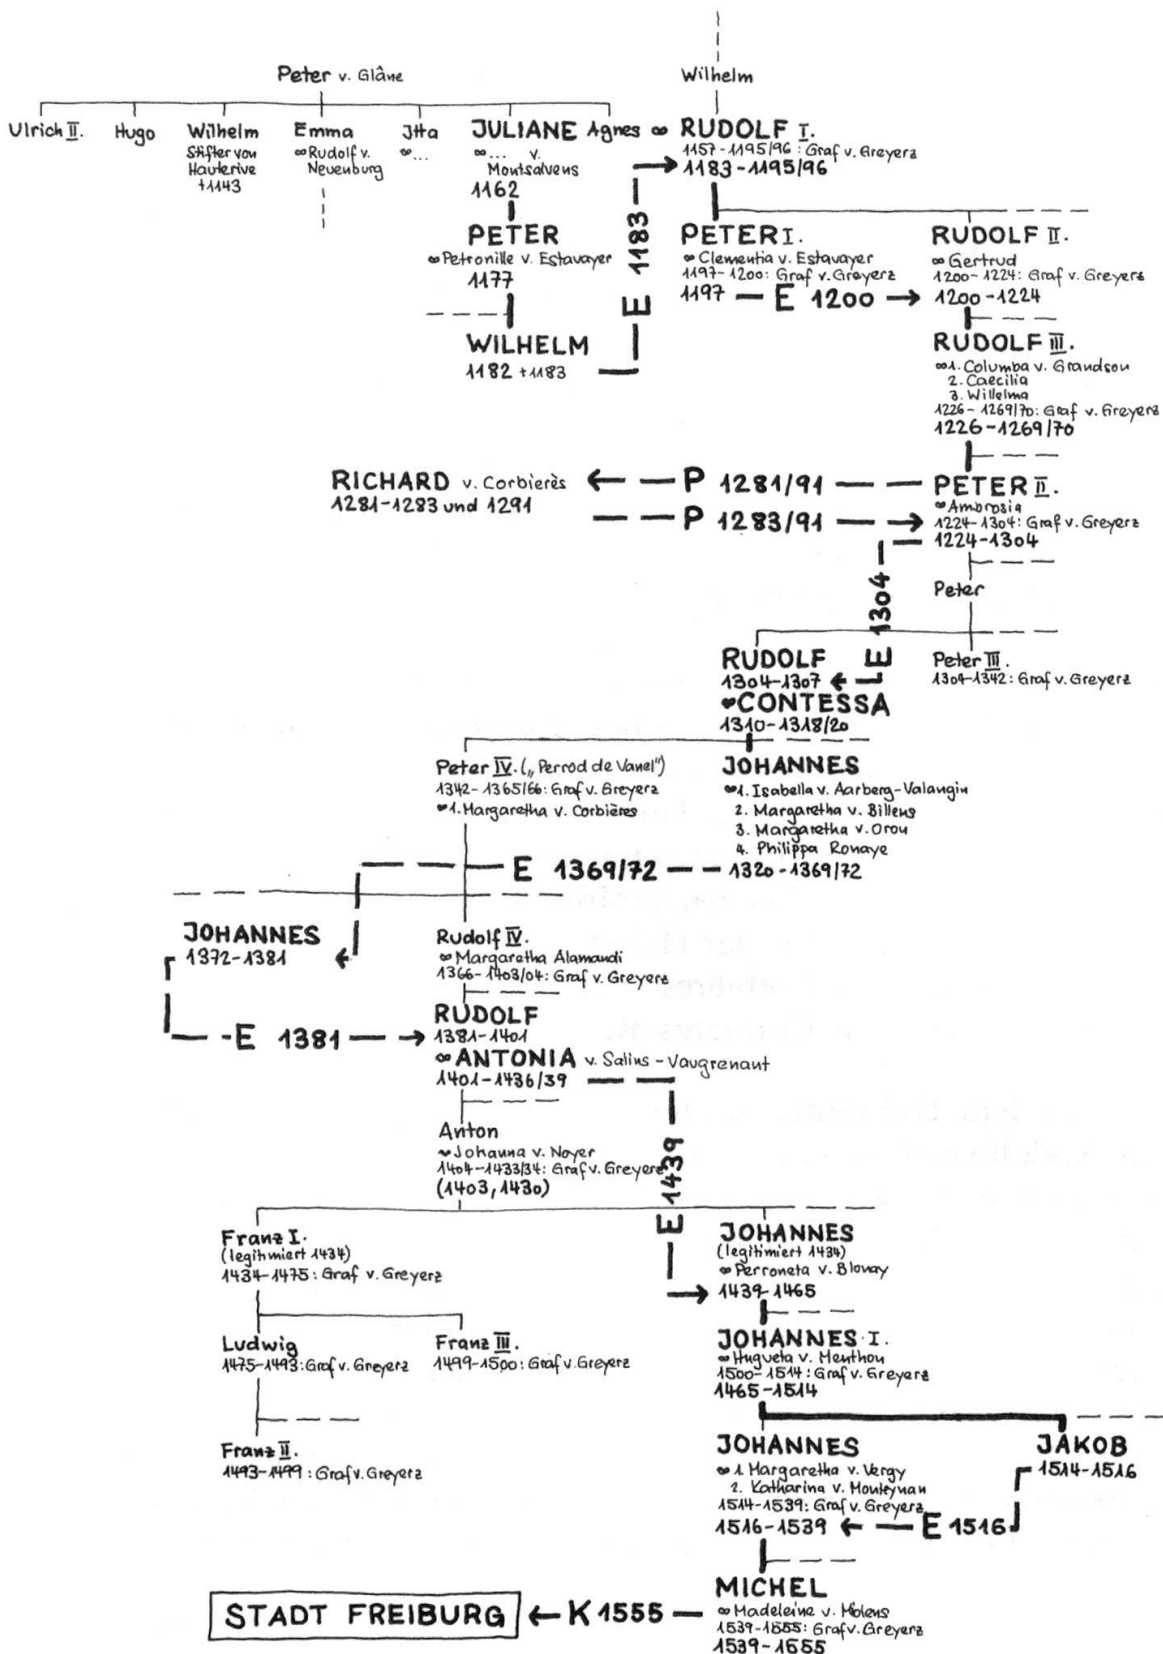 Peter v. Glâne
Wilhelm
Ulrich II.
Hugo
Wilhelm
Stifter von
Hauterive
+1143
Emma
∞ Rudolf v.
Neuenburg
Jtta
∞...
JULIANE
∞... v.
Montsalvens
1162
Agnes ∞
RUDOLF I.
1157-1195/96: Graf v. Greyerz
1183-1195/96
PETER
∞ Petronille v. Estavayer
1177
WILHELM
1182 +1183
E 1183
PETER I.
∞ Clementia v. Estavayer
1197-1200: Graf v. Greyerz
1197
E 1200
RUDOLF II.
∞ Gertrud
1200-1224: Graf v. Greyerz
1200-1224
RUDOLF III.
∞1. Columba v. Grandson
2. Caecilia
3. Willelma
1226-1269/70: Graf v. Greyerz
1226-1269/70
RICHARD v. Corbierès
1281-1283 und 1291
P 1281/91
P 1283/91
PETER II.
∞ Ambrosia
1224-1304: Graf v. Greyerz
1224-1304
E 1304
Peter
RUDOLF
1304-1307
∞ CONTESSA
1310-1318/20
Peter III.
1304-1342: Graf v. Greyerz
Peter IV. („Perrod de Vanel")
1342-1365/66: Graf v. Greyerz
∞1. Margaretha v. Corbières
JOHANNES
∞1. Isabella v. Aarberg-Valangin
2. Margaretha v. Billens
3. Margaretha v. Oron
4. Philippa Ronaye
1320-1369/72
E 1369/72
JOHANNES
1372-1381
Rudolf IV.
∞ Margaretha Alamandi
1366-1403/04: Graf v. Greyerz
E 1381
RUDOLF
1381-1401
∞ ANTONIA v. Salins-Vaugrenant
1401-1436/39
E 1439
Anton
∞ Johanna v. Noyer
1404-1433/34: Graf v. Greyerz
(1403, 1430)
Franz I.
(legitimiert 1434)
1434-1475: Graf v. Greyerz
JOHANNES
(legitimiert 1434)
∞ Perroneta v. Blonay
1439-1465
Ludwig
1475-1493: Graf v. Greyerz
Franz III.
1499-1500: Graf v. Greyerz
JOHANNES I.
∞ Hugueta v. Menthon
1500-1514: Graf v. Greyerz
1465-1514
Franz II.
1493-1499: Graf v. Greyerz
JOHANNES
∞ 1. Margaretha v. Vergy
2. Katharina v. Monteynan
1514-1539: Graf v. Greyerz
1516-1539
E 1516
JAKOB
1514-1516
MICHEL
∞ Madeleine v. Miolens
1539-1555: Graf v. Greyerz
1539-1555
K 1555
STADT FREIBURG